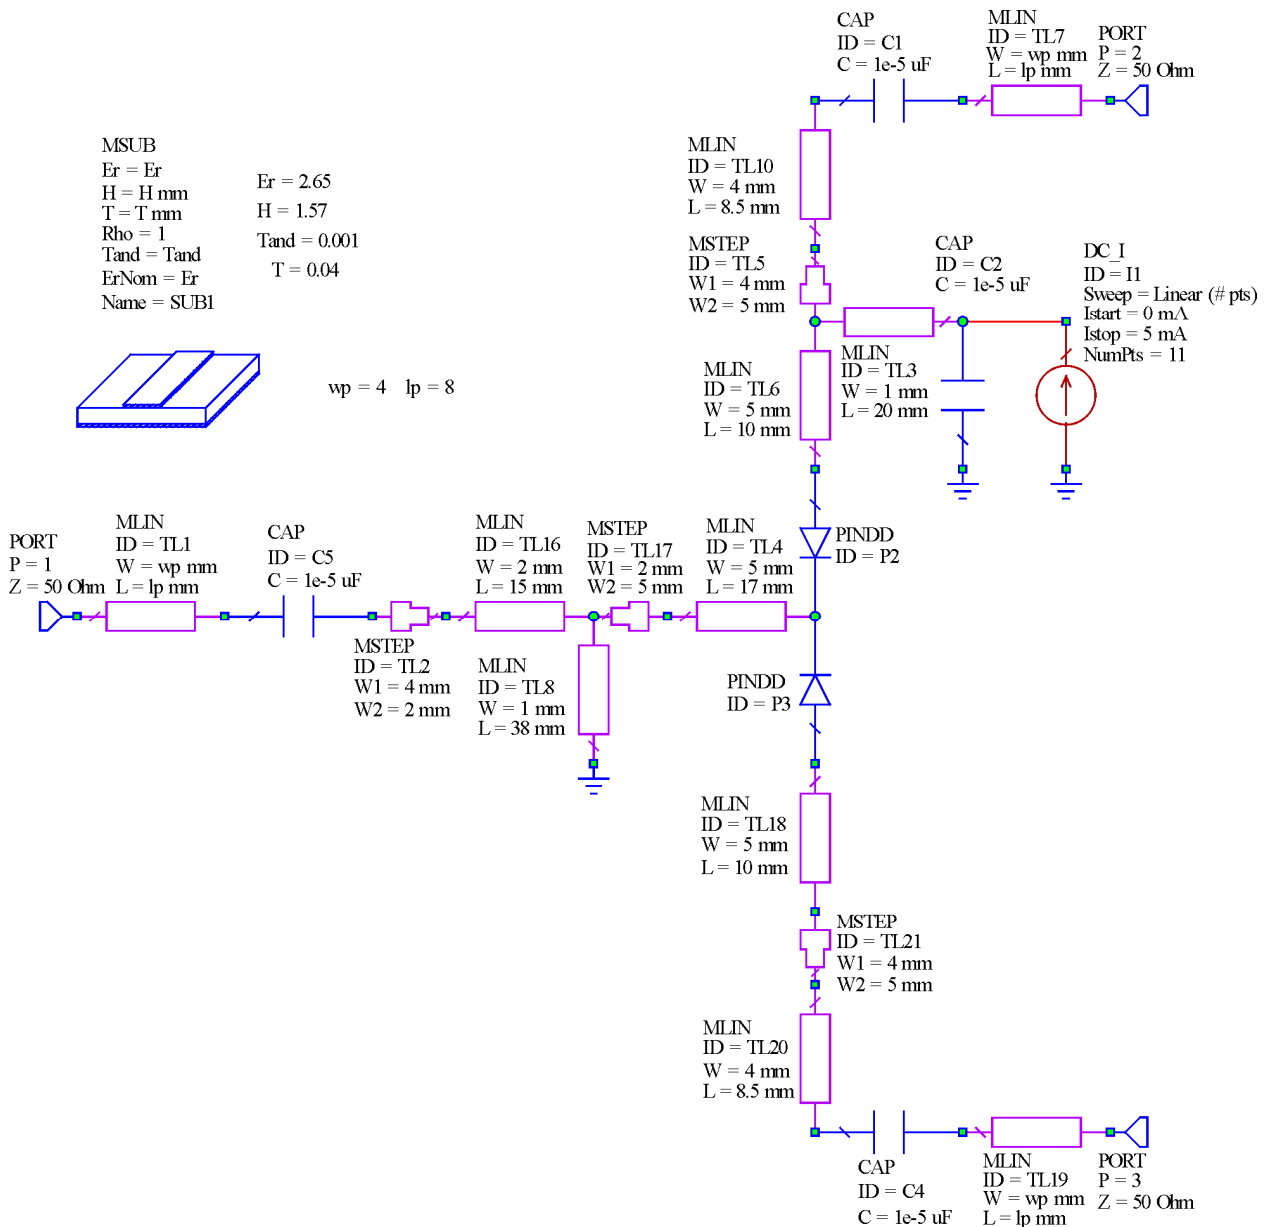 MSUB
Er = Er
H = H mm
T = T mm
Rho = 1
Tand = Tand
ErNom = Er
Name = SUB1
Er = 2.65
H = 1.57
Tand = 0.001
T = 0.04
wp = 4 lp = 8
CAP
ID = C1
C = 1e-5 uF
MLIN
ID = TL7
W = wp mm
L = lp mm
PORT
P = 2
Z = 50 Ohm
MLIN
ID = TL10
W = 4 mm
L = 8.5 mm
MSTEP
ID = TL5
W1 = 4 mm
W2 = 5 mm
CAP
ID = C2
C = 1e-5 uF
DC_I
ID = I1
Sweep = Linear (# pts)
Istart = 0 mA
Istop = 5 mA
NumPts = 11
MLIN
ID = TL3
W = 1 mm
L = 20 mm
MLIN
ID = TL6
W = 5 mm
L = 10 mm
PINDD
ID = P2
PORT
P = 1
Z = 50 Ohm
MLIN
ID = TL1
W = wp mm
L = lp mm
CAP
ID = C5
C = 1e-5 uF
MSTEP
ID = TL2
W1 = 4 mm
W2 = 2 mm
MLIN
ID = TL16
W = 2 mm
L = 15 mm
MLIN
ID = TL8
W = 1 mm
L = 38 mm
MSTEP
ID = TL17
W1 = 2 mm
W2 = 5 mm
MLIN
ID = TL4
W = 5 mm
L = 17 mm
PINDD
ID = P3
MLIN
ID = TL18
W = 5 mm
L = 10 mm
MSTEP
ID = TL21
W1 = 4 mm
W2 = 5 mm
MLIN
ID = TL20
W = 4 mm
L = 8.5 mm
CAP
ID = C4
C = 1e-5 uF
MLIN
ID = TL19
W = wp mm
L = lp mm
PORT
P = 3
Z = 50 Ohm